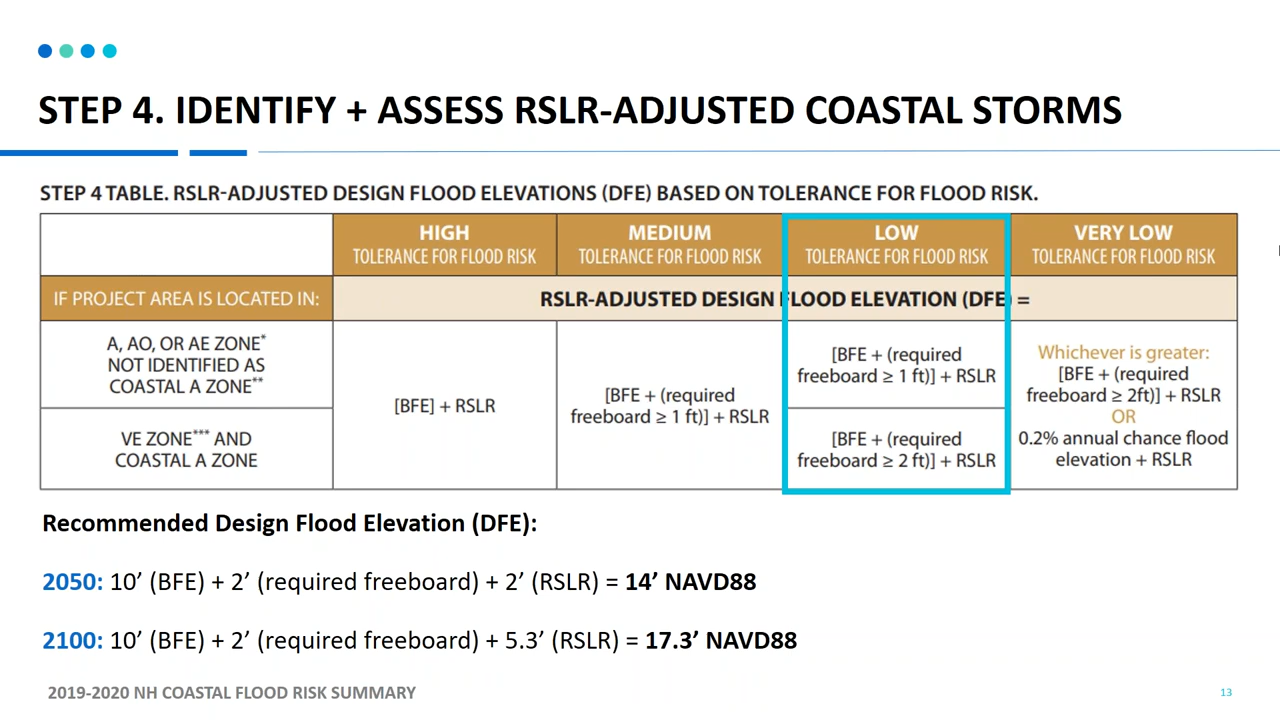 STEP 4. IDENTIFY + ASSESS RSLR-ADJUSTED COASTAL STORMS
STEP 4 TABLE. RSLR-ADJUSTED DESIGN FLOOD ELEVATIONS (DFE) BASED ON TOLERANCE FOR FLOOD RISK.
HIGH
TOLERANCE FOR FLOOD RISK
MEDIUM
TOLERANCE FOR FLOOD RISK
LOW
TOLERANCE FOR FLOOD RISK
VERY LOW
TOLERANCE FOR FLOOD RISK
IF PROJECT AREA IS LOCATED IN:
RSLR-ADJUSTED DESIGN FLOOD ELEVATION (DFE) =
A, AO, OR AE ZONE*
NOT IDENTIFIED AS
COASTAL A ZONE**
VE ZONE*** AND
COASTAL A ZONE
[BFE] + RSLR
[BFE + (required
freeboard ≥ 1 ft)] + RSLR
[BFE + (required
freeboard ≥ 1 ft)] + RSLR
[BFE + (required
freeboard ≥ 2 ft)] + RSLR
Whichever is greater:
[BFE + (required
freeboard ≥ 2ft)] + RSLR
OR
0.2% annual chance flood
elevation + RSLR
Recommended Design Flood Elevation (DFE):
2050: 10’ (BFE) + 2’ (required freeboard) + 2’ (RSLR) = 14’ NAVD88
2100: 10’ (BFE) + 2’ (required freeboard) + 5.3’ (RSLR) = 17.3’ NAVD88
2019-2020 NH COASTAL FLOOD RISK SUMMARY
13